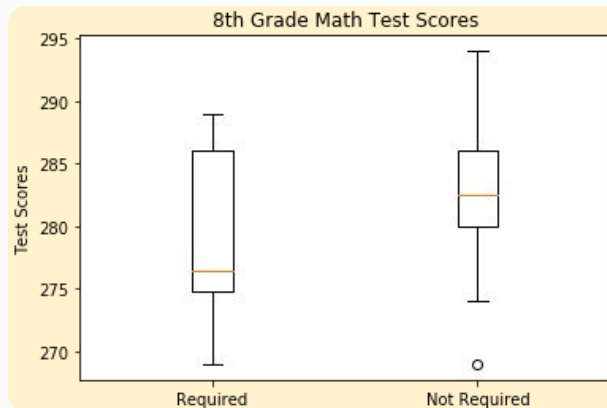 8th Grade Math Test Scores
295
290
285
280
275
270
Test Scores
Required
Not Required